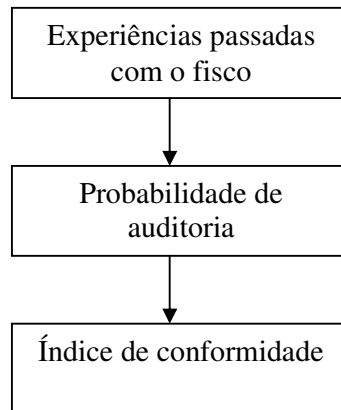 Experiências passadas
com o fisco
Probabilidade de
auditoria
Índice de conformidade